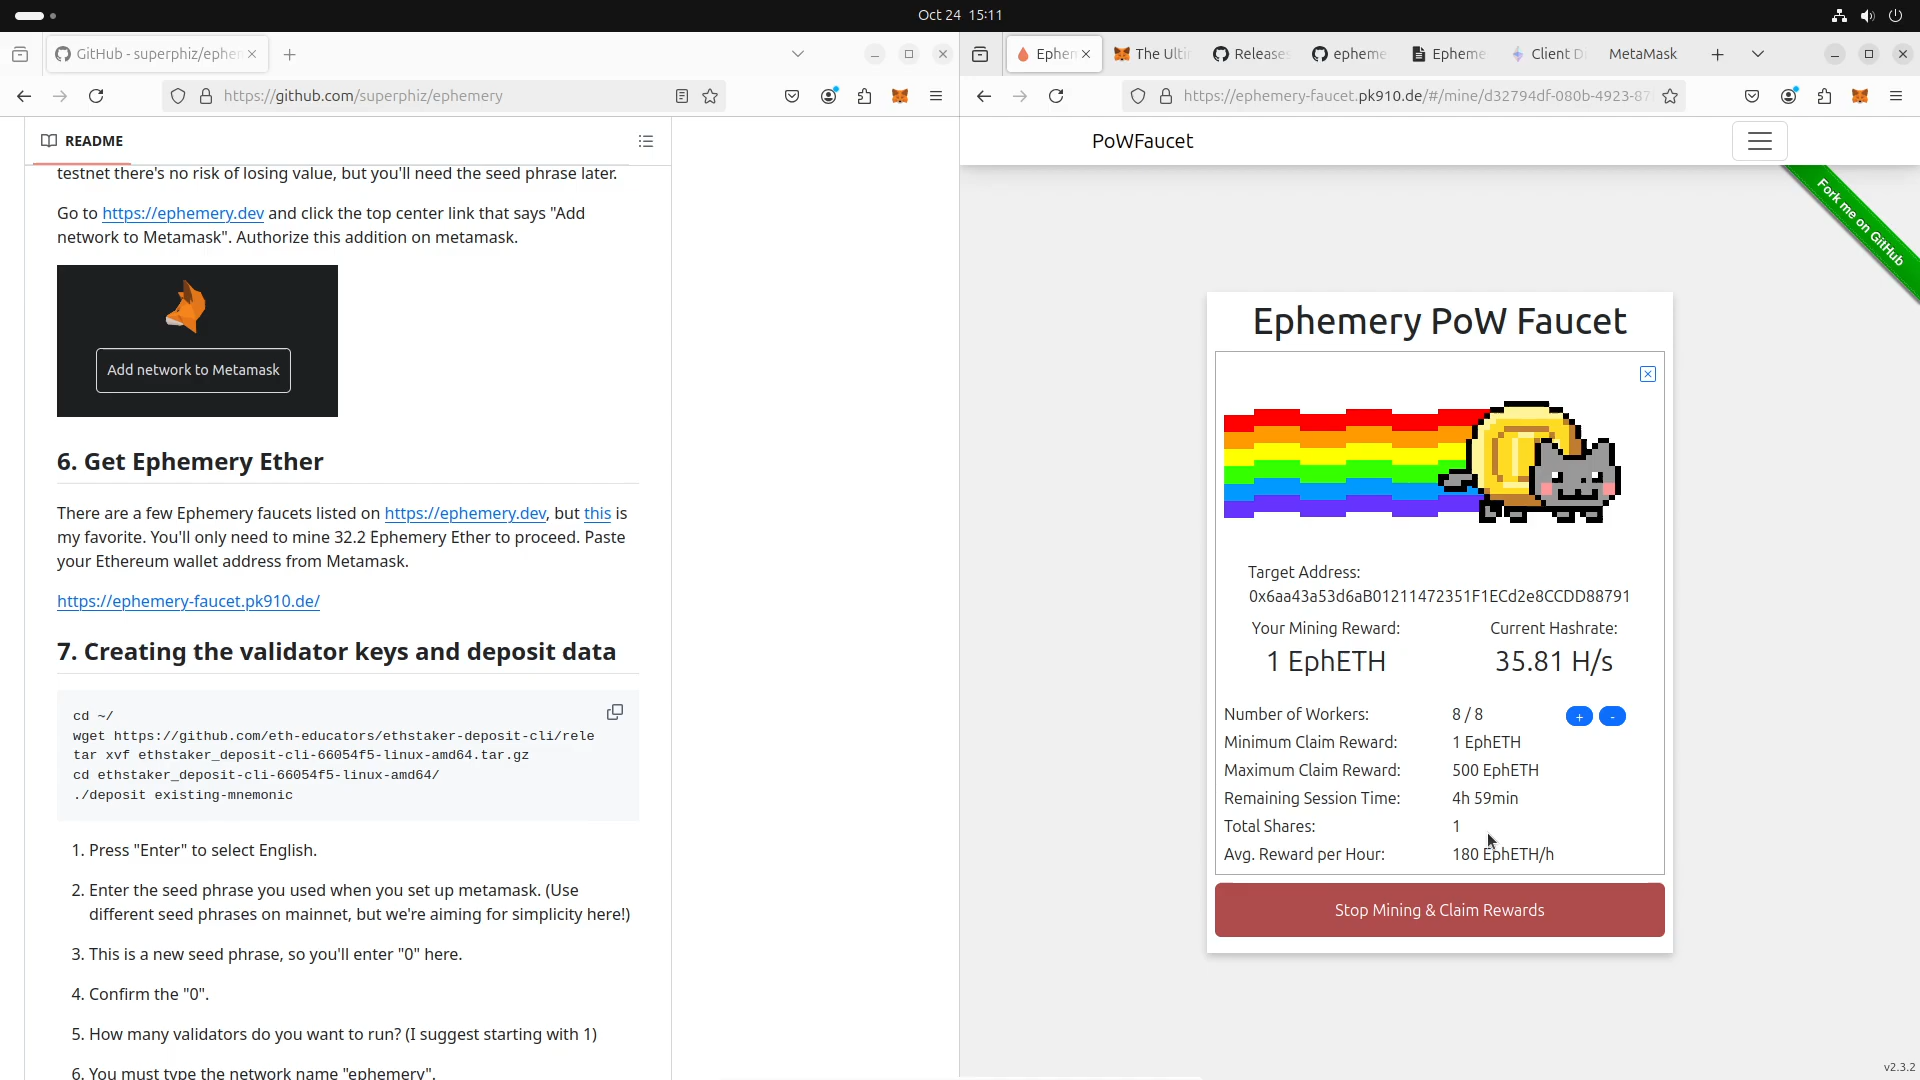 Oct 24 15:11
GitHub - superphiz/ephe
https://github.com/superphiz/ephemery
README
testnet there's no risk of losing value, but you'll need the seed phrase later.
Go to https://ephemery.dev and click the top center link that says "Add
network to Metamask". Authorize this addition on metamask.
Add network to Metamask
6. Get Ephemery Ether
There are a few Ephemery faucets listed on https://ephemery.dev, but this is
my favorite. You'll only need to mine 32.2 Ephemery Ether to proceed. Paste
your Ethereum wallet address from Metamask.
https://ephemery-faucet.pk910.de/
7. Creating the validator keys and deposit data
cd ~/
wget https://github.com/eth-educators/ethstaker-deposit-cli/rele
tar xvf ethstaker_deposit-cli-66054f5-linux-amd64.tar.gz
cd ethstaker_deposit-cli-66054f5-linux-amd64/
./deposit existing-mnemonic
1. Press "Enter" to select English.
2. Enter the seed phrase you used when you set up metamask. (Use
different seed phrases on mainnet, but we're aiming for simplicity here!)
3. This is a new seed phrase, so you'll enter "0" here.
4. Confirm the "0".
5. How many validators do you want to run? (I suggest starting with 1)
6. You must type the network name "ephemery".
Ephem
The Ulti
Releases
epheme
Epheme
Client D
MetaMask
https://ephemery-faucet.pk910.de/#/mine/d32794df-080b-4923-87
PoWFaucet
Fork me on GitHub
Ephemery PoW Faucet
Target Address:
0x6aa43a53d6aB01211472351F1ECd2e8CCDD88791
Your Mining Reward:
1 EphETH
Current Hashrate:
35.81 H/s
Number of Workers: 8 / 8 + -
Minimum Claim Reward: 1 EphETH
Maximum Claim Reward: 500 EphETH
Remaining Session Time: 4h 59min
Total Shares: 1
Avg. Reward per Hour: 180 EphETH/h
Stop Mining & Claim Rewards
v2.3.2